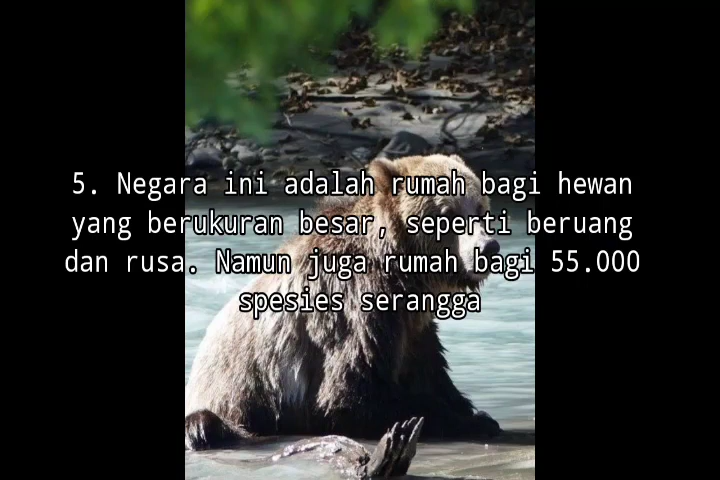 5. Negara ini adalah rumah bagi hewan
yang berukuran besar, seperti beruang
dan rusa. Namun juga rumah bagi 55.000
spesies serangga